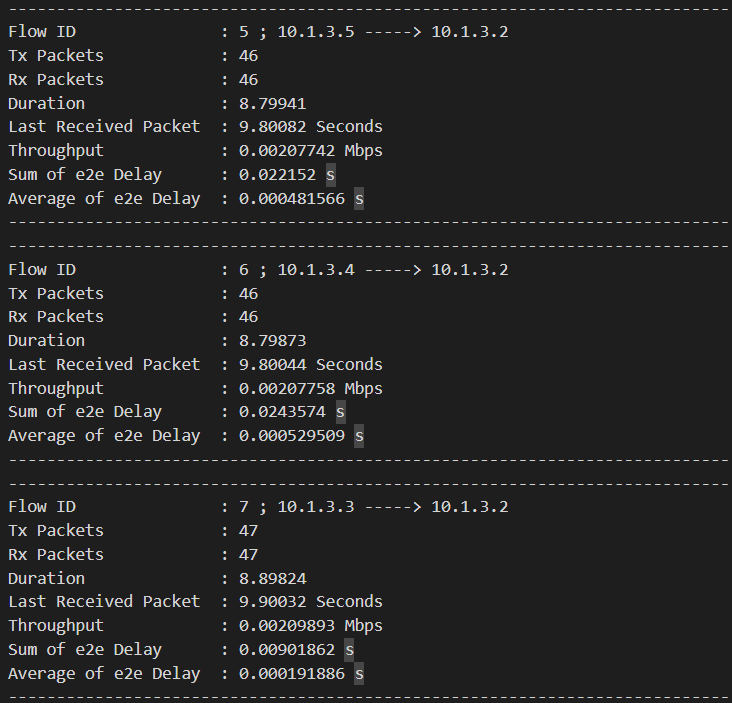 ---------------------------------------------------------------------------
Flow ID               : 5 ; 10.1.3.5 -----> 10.1.3.2
Tx Packets            : 46
Rx Packets            : 46
Duration              : 8.79941
Last Received Packet  : 9.80082 Seconds
Throughput            : 0.00207742 Mbps
Sum of e2e Delay      : 0.022152 s
Average of e2e Delay  : 0.000481566 s
---------------------------------------------------------------------------
---------------------------------------------------------------------------
Flow ID               : 6 ; 10.1.3.4 -----> 10.1.3.2
Tx Packets            : 46
Rx Packets            : 46
Duration              : 8.79873
Last Received Packet  : 9.80044 Seconds
Throughput            : 0.00207758 Mbps
Sum of e2e Delay      : 0.0243574 s
Average of e2e Delay  : 0.000529509 s
---------------------------------------------------------------------------
---------------------------------------------------------------------------
Flow ID               : 7 ; 10.1.3.3 -----> 10.1.3.2
Tx Packets            : 47
Rx Packets            : 47
Duration              : 8.89824
Last Received Packet  : 9.90032 Seconds
Throughput            : 0.00209893 Mbps
Sum of e2e Delay      : 0.00901862 s
Average of e2e Delay  : 0.000191886 s
---------------------------------------------------------------------------